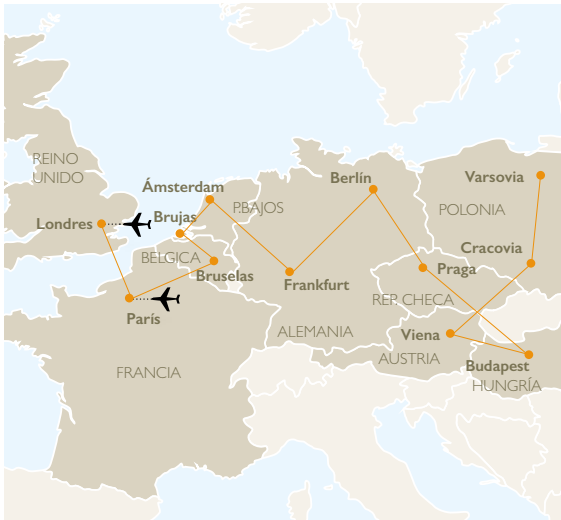 REINO
UNIDO
Ámsterdam
Berlín
Varsovia
P.BAJOS
POLONIA
Londres
Brujas
Cracovia
BELGICA
Bruselas
Frankfurt
Praga
REP. CHECA
París
ALEMANIA
Viena
AUSTRIA
Budapest
FRANCIA
HUNGRÍA